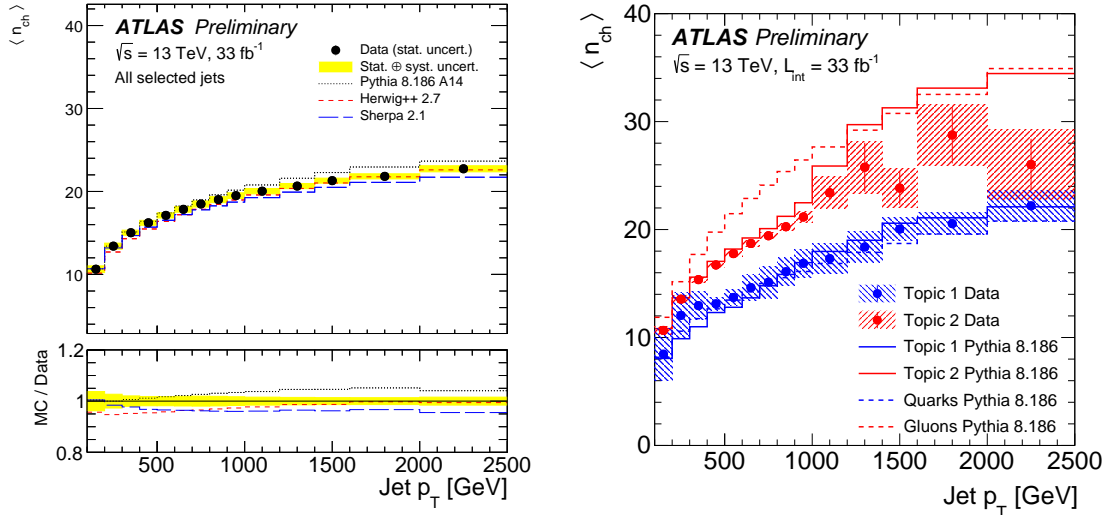 ⟨ n_ch ⟩
40
30
20
10
ATLAS Preliminary
√s = 13 TeV, 33 fb⁻¹
All selected jets
Data (stat. uncert.)
Stat. ⊕ syst. uncert.
Pythia 8.186 A14
Herwig++ 2.7
Sherpa 2.1
MC / Data
1.2
1
0.8
500 1000 1500 2000 2500
Jet p_T [GeV]
⟨ n_ch ⟩
40
30
20
10
0
ATLAS Preliminary
√s = 13 TeV, L_int = 33 fb⁻¹
Topic 1 Data
Topic 2 Data
Topic 1 Pythia 8.186
Topic 2 Pythia 8.186
Quarks Pythia 8.186
Gluons Pythia 8.186
500 1000 1500 2000 2500
Jet p_T [GeV]